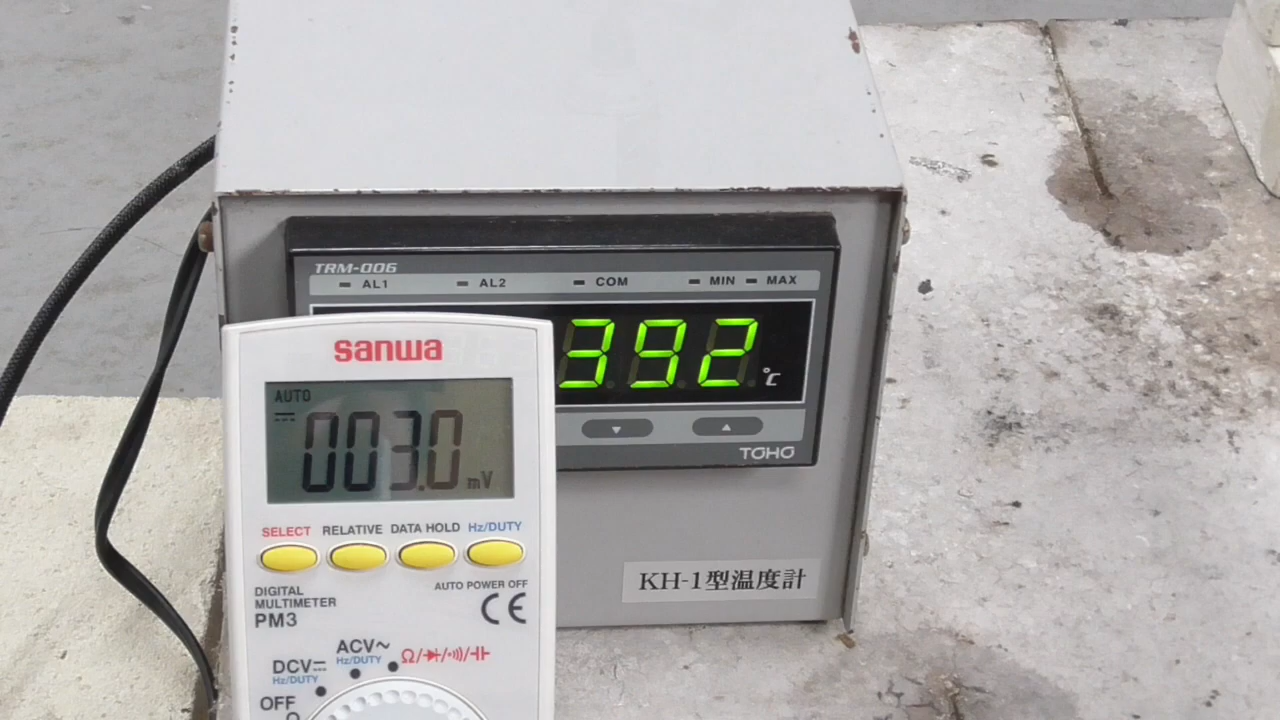 TRM-006
AL1 AL2 COM MIN MAX
392 °C
▼ ▲
TOHO
KH-1型温度計
sanwa
AUTO
003.0 mV
SELECT RELATIVE DATA HOLD Hz/DUTY
DIGITAL
MULTIMETER
PM3
AUTO POWER OFF
CE
ACV~
Hz/DUTY
Ω/
DCV
Hz/DUTY
OFF